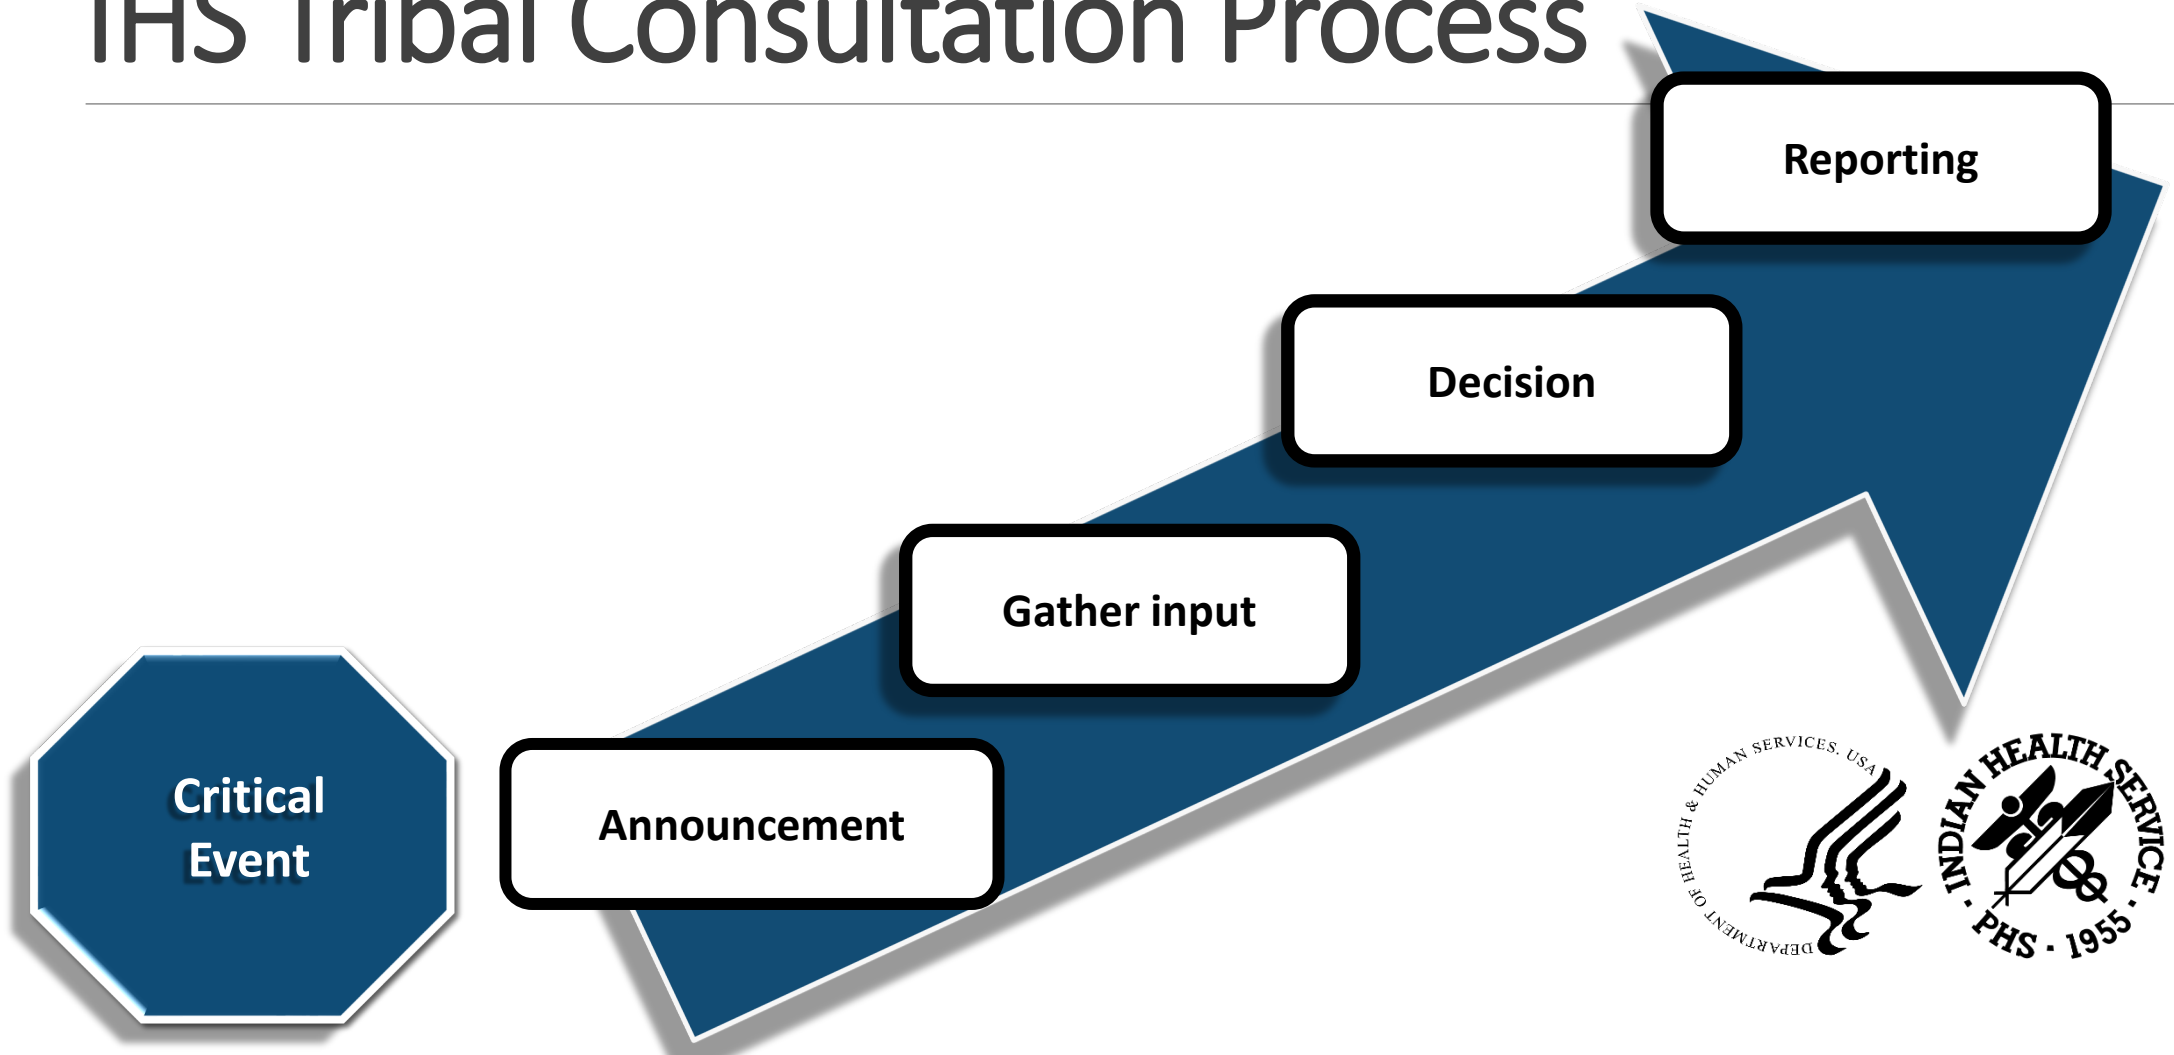 IHS Tribal Consultation Process
Reporting
Decision
Gather input
Announcement
Critical
Event
DEPARTMENT OF HEALTH & HUMAN SERVICES. USA
INDIAN HEALTH SERVICE
· PHS · 1955 ·